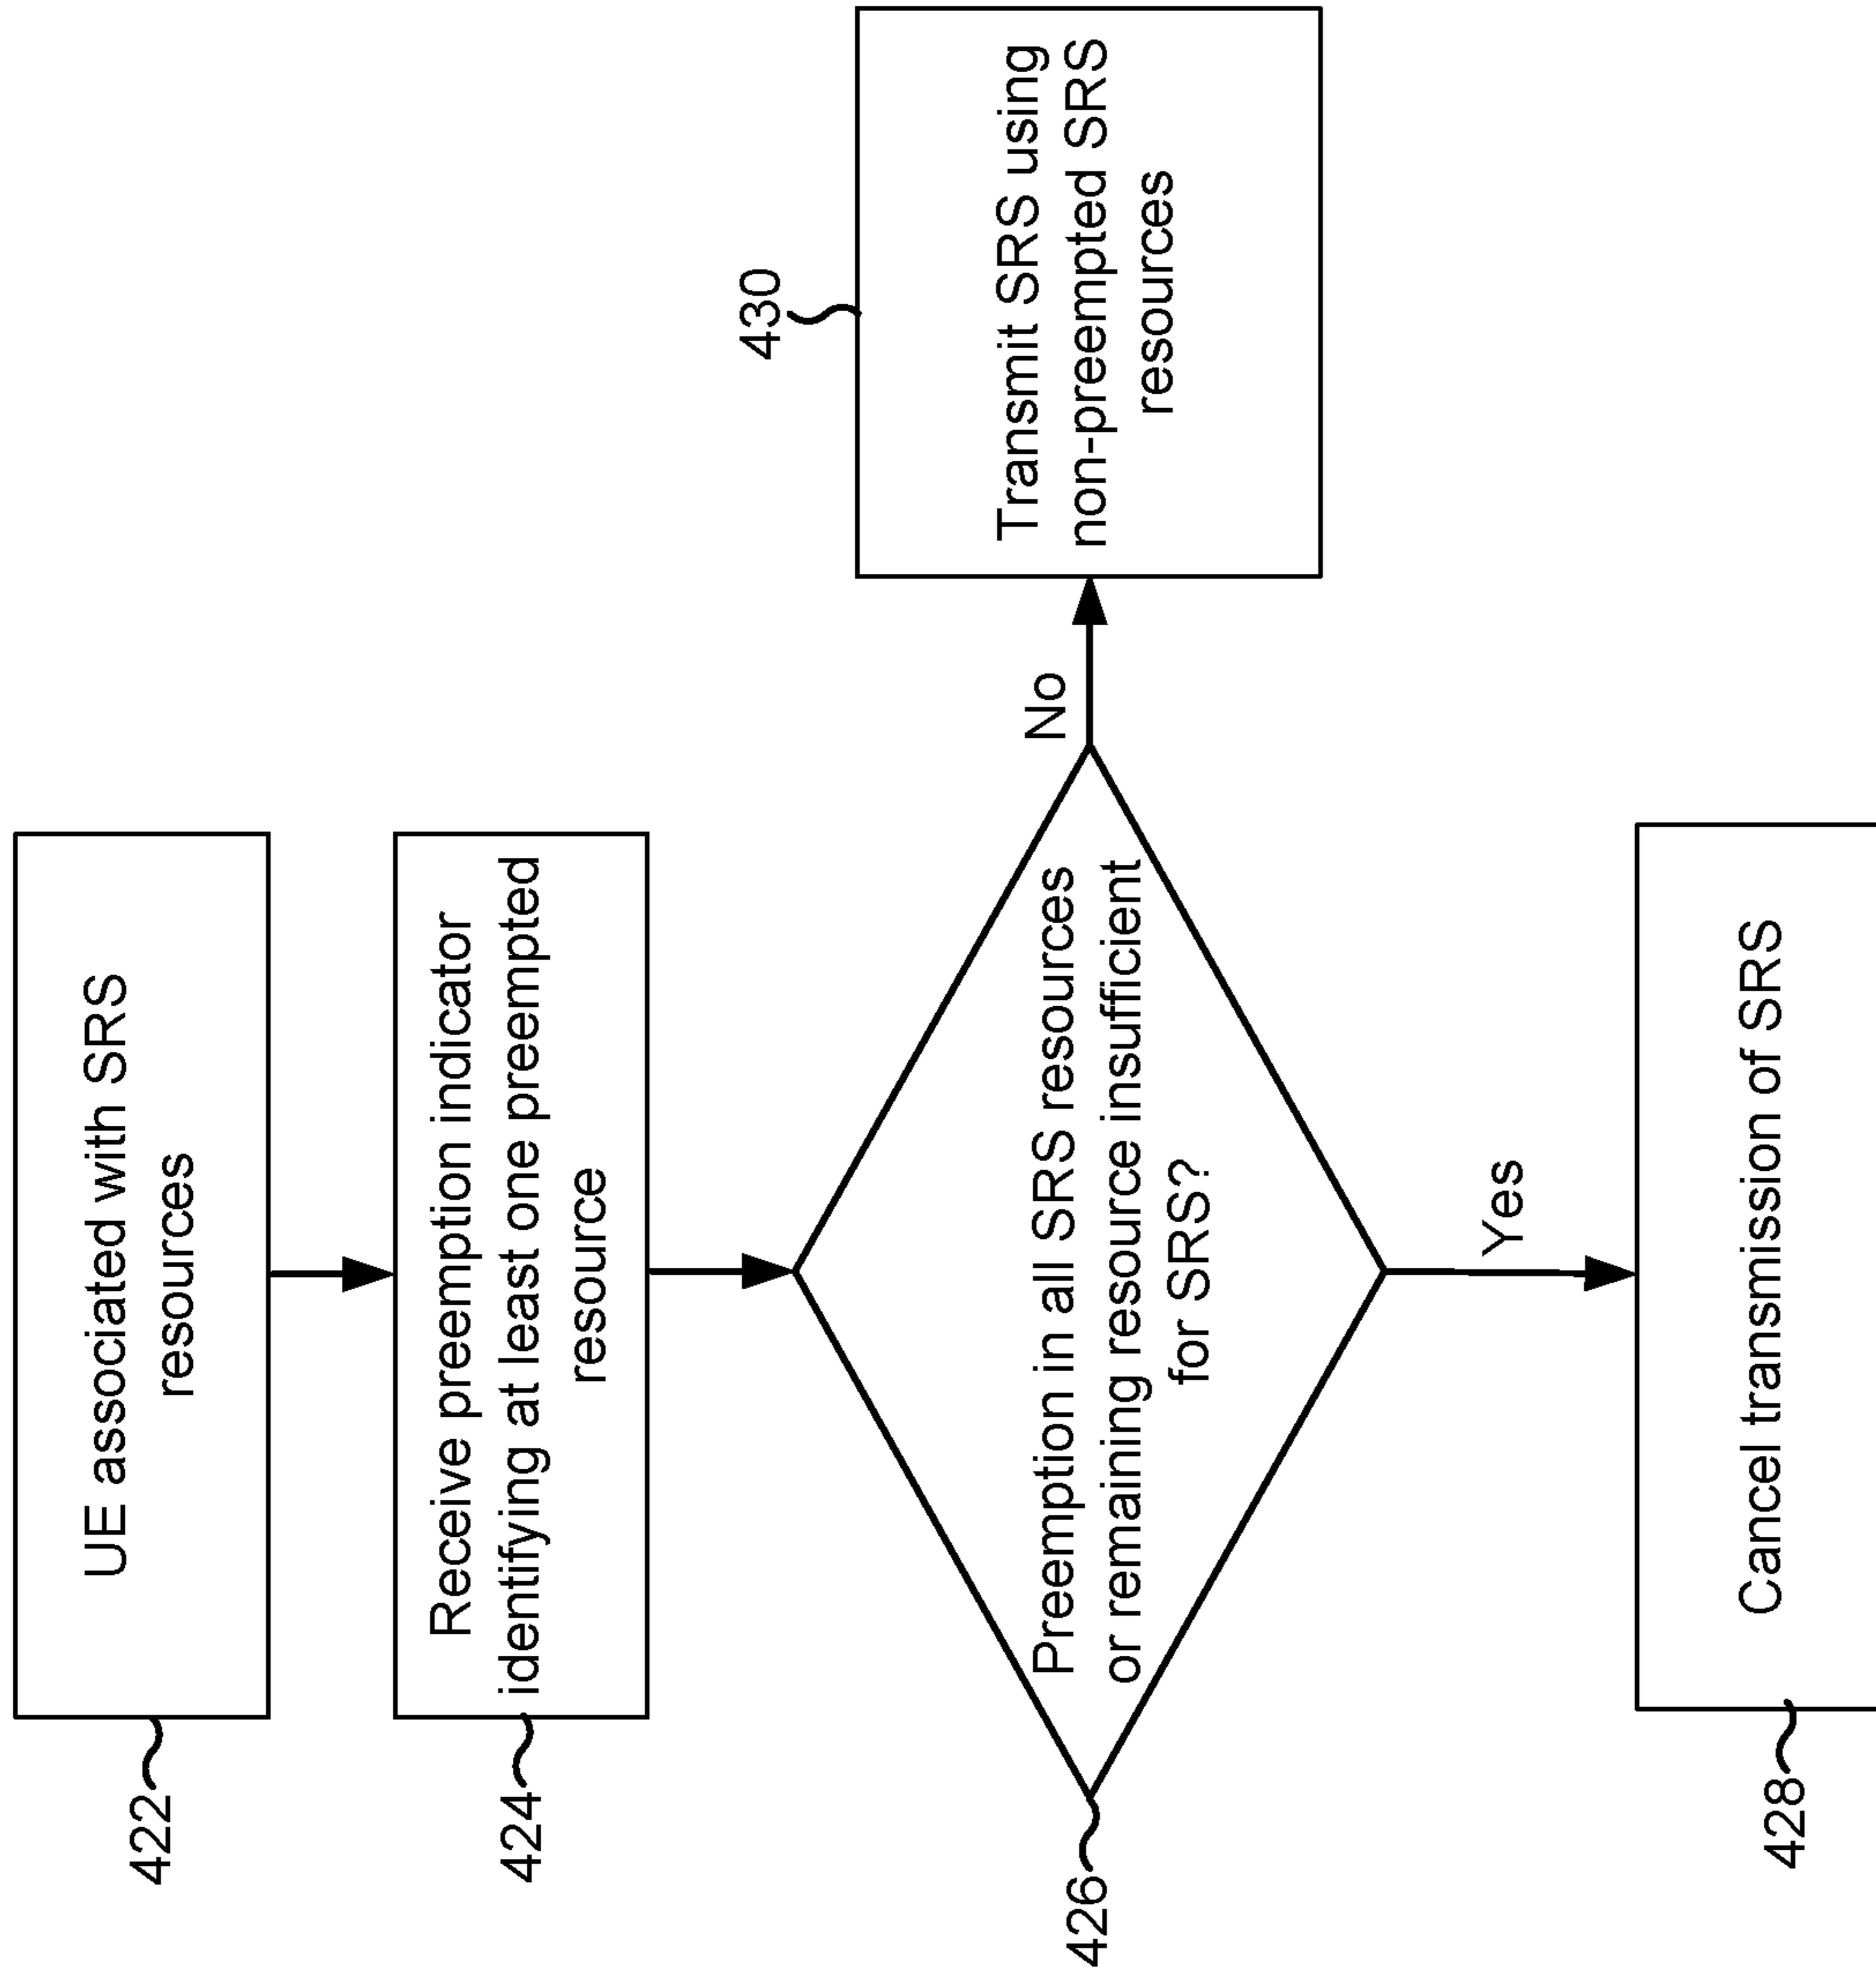 422
UE associated with SRS
resources
424
Receive preemption indicator
identifying at least one preempted
resource
426
Preemption in all SRS resources
or remaining resource insufficient
for SRS?
No
430
Transmit SRS using
non-preempted SRS
resources
Yes
428
Cancel transmission of SRS